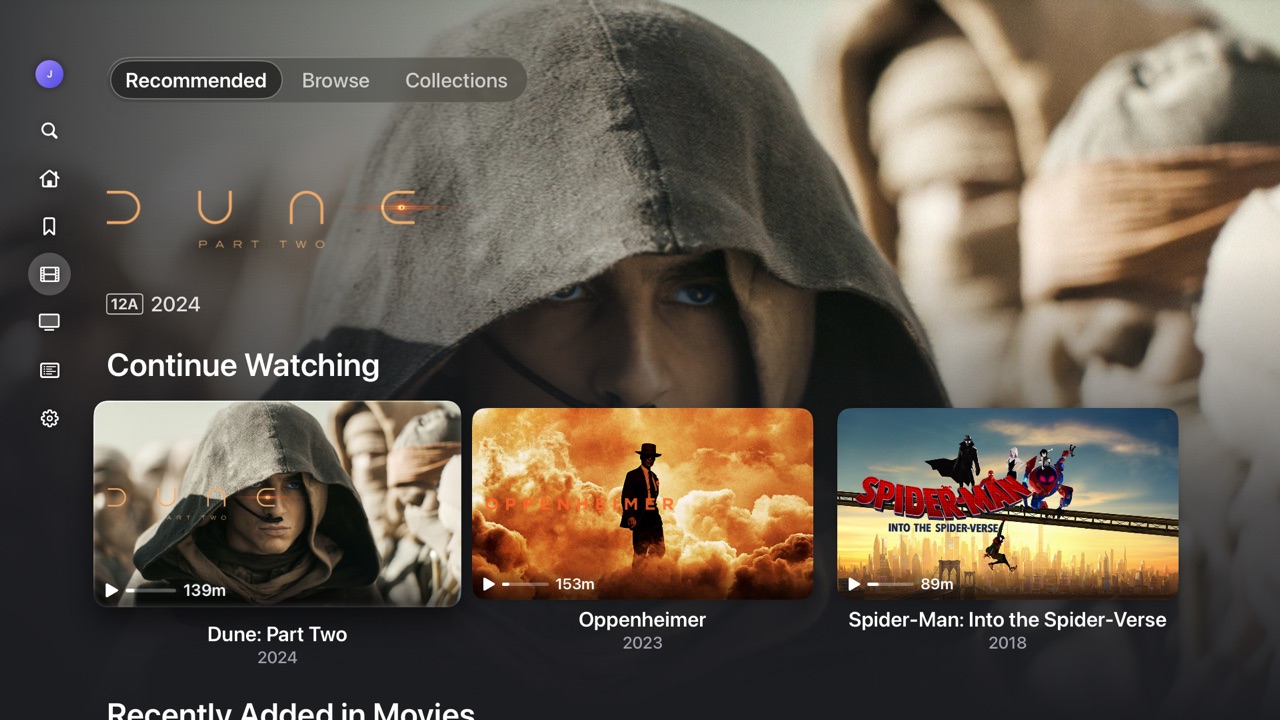 J
Recommended Browse Collections
DUNE
PART TWO
12A 2024
Continue Watching
DUNE
PART TWO
139m
Dune: Part Two
2024
OPPENHEIMER
153m
Oppenheimer
2023
SPIDER-MAN
INTO THE SPIDER-VERSE
89m
Spider-Man: Into the Spider-Verse
2018
Recently Added in Movies